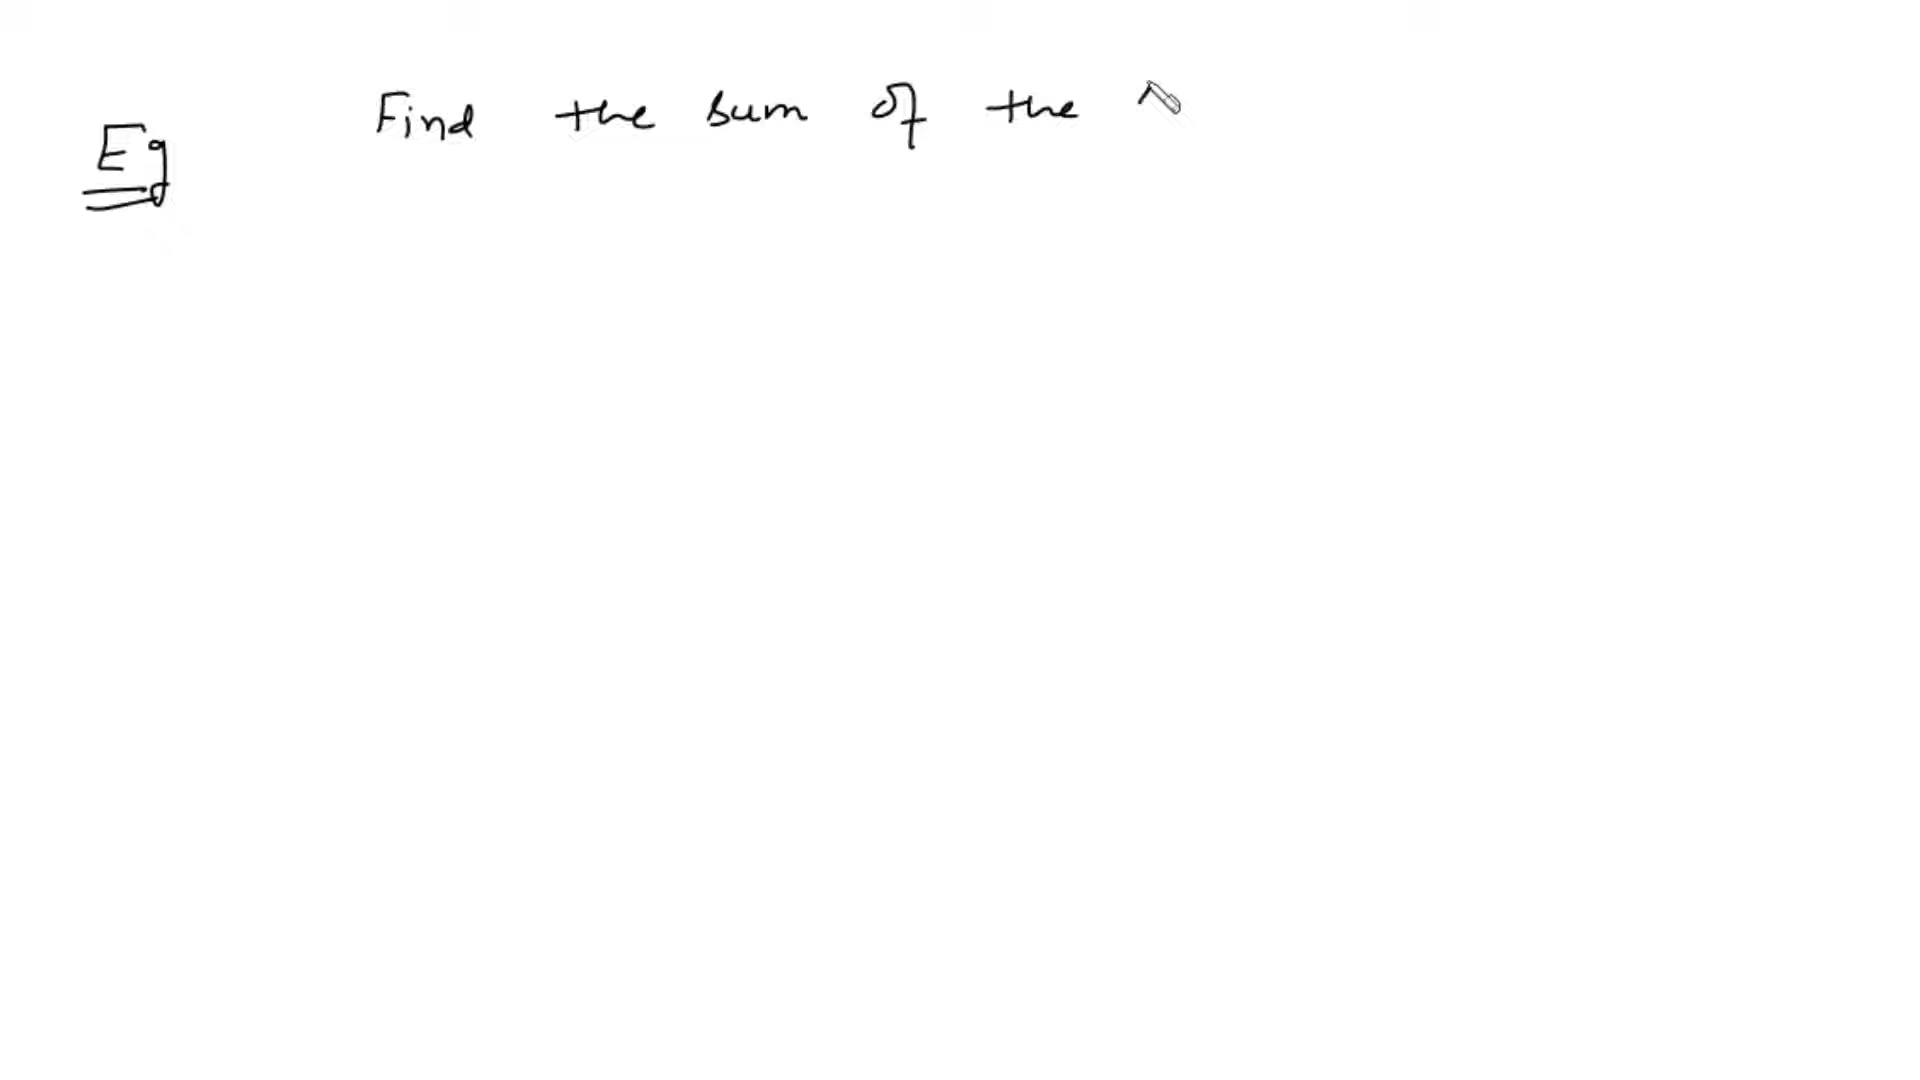 Eg
Find the sum of the